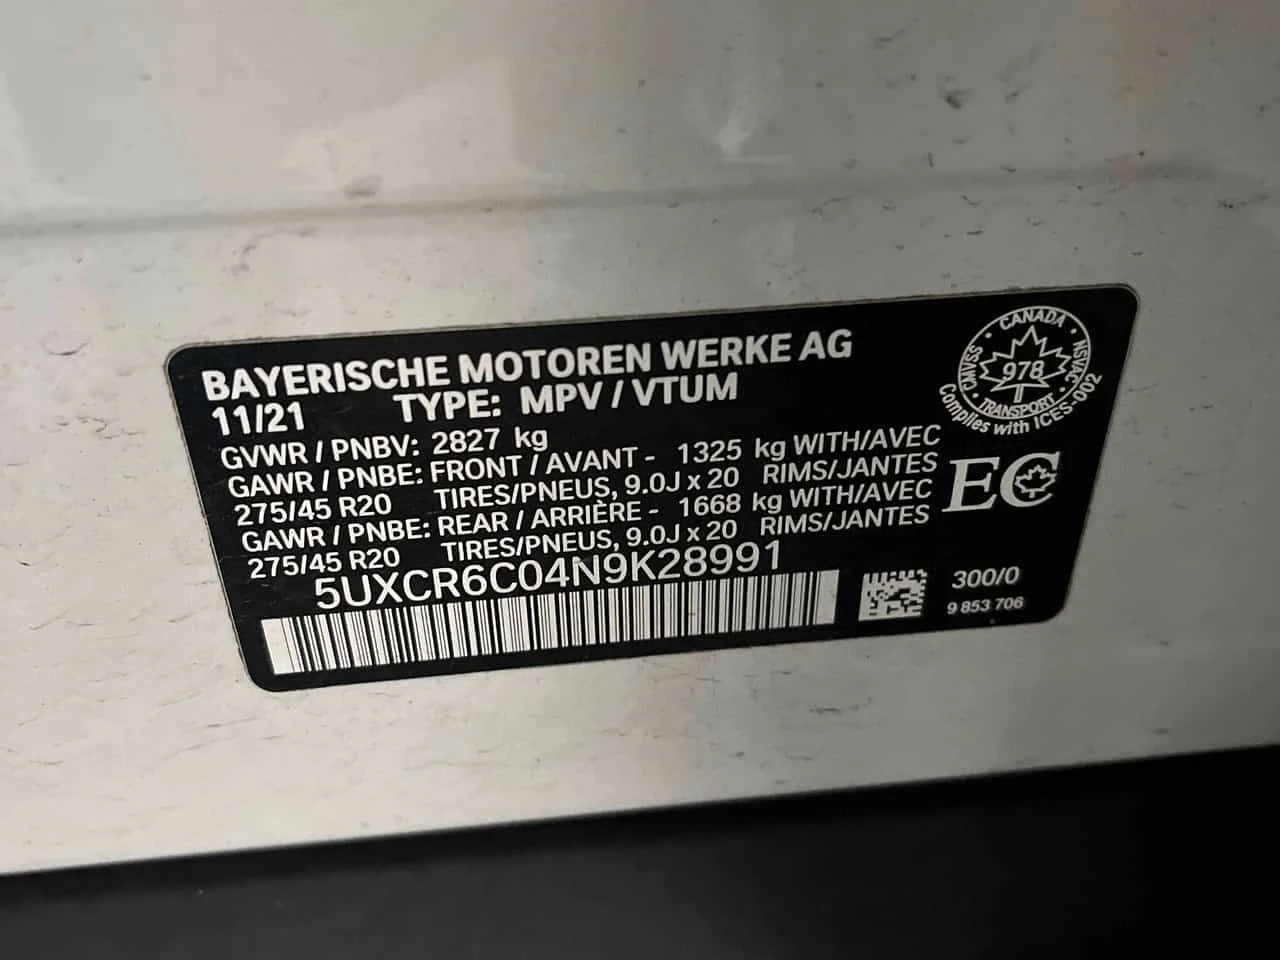 BAYERISCHE MOTOREN WERKE AG
11/21 TYPE: MPV / VTUM
GVWR / PNBV: 2827 kg
GAWR / PNBE: FRONT / AVANT - 1325 kg WITH/AVEC
275/45 R20 TIRES/PNEUS, 9.0J x 20 RIMS/JANTES
GAWR / PNBE: REAR / ARRIÈRE - 1668 kg WITH/AVEC
275/45 R20 TIRES/PNEUS, 9.0J x 20 RIMS/JANTES
5UXCR6C04N9K28991
CANADA
CMVSS
978
NSVAC
TRANSPORT
Complies with ICES-002
EC
300/0
9 853 706